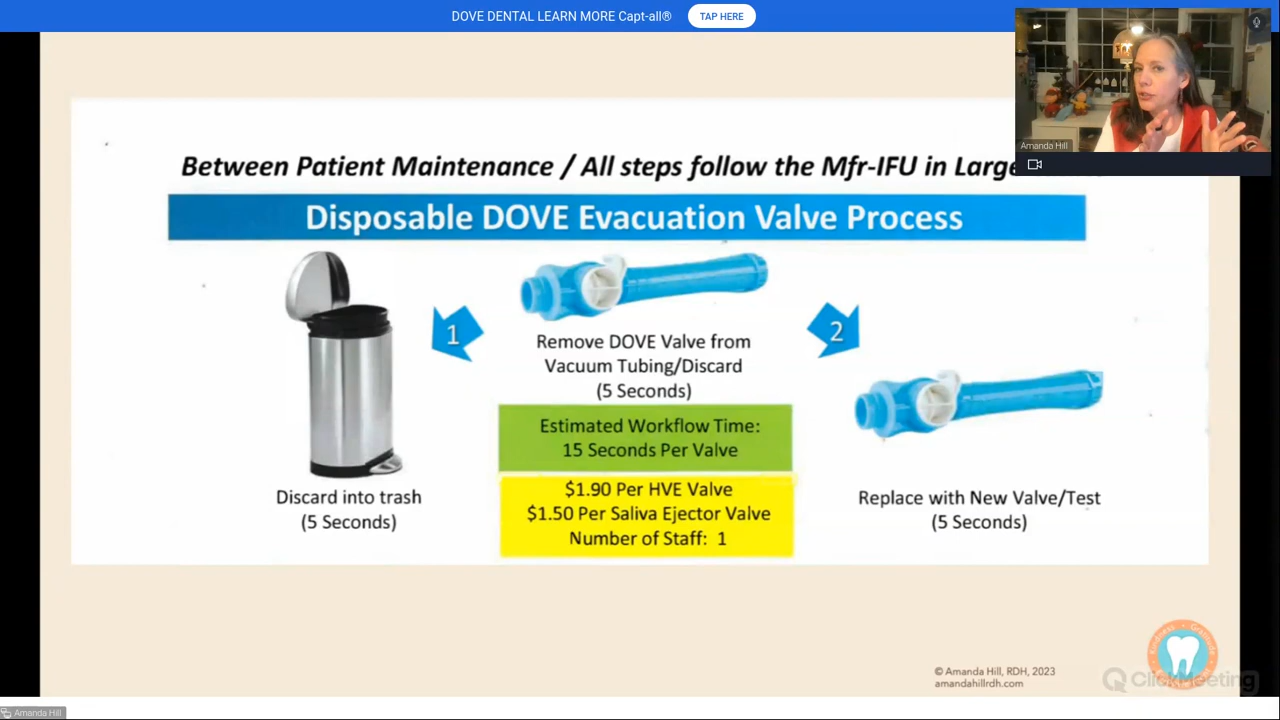 DOVE DENTAL LEARN MORE Capt-all® TAP HERE
Amanda Hill
Between Patient Maintenance / All steps follow the Mfr-IFU in Large
Disposable DOVE Evacuation Valve Process
1
2
Remove DOVE Valve from
Vacuum Tubing/Discard
(5 Seconds)
Estimated Workflow Time:
15 Seconds Per Valve
$1.90 Per HVE Valve
$1.50 Per Saliva Ejector Valve
Number of Staff: 1
Discard into trash
(5 Seconds)
Replace with New Valve/Test
(5 Seconds)
Kindness • Gratitude
© Amanda Hill, RDH, 2023
amandahillrdh.com
ClickMeeting
Amanda Hill